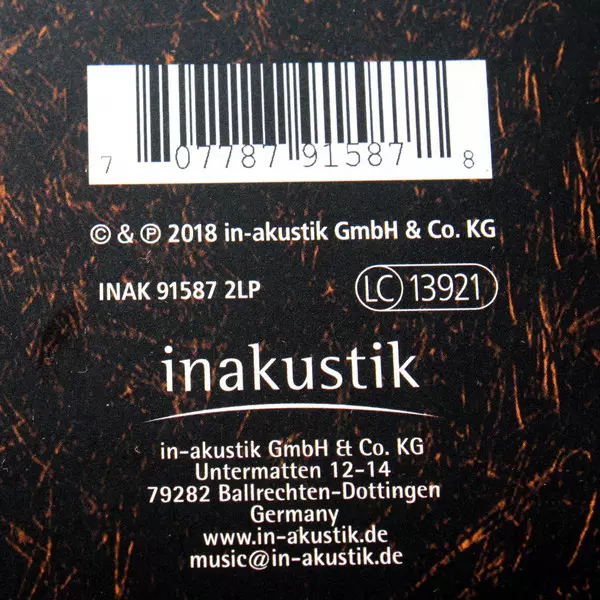 7 07787 91587 8
© & ℗ 2018 in-akustik GmbH & Co. KG
INAK 91587 2LP LC 13921
inakustik
in-akustik GmbH & Co. KG
Untermatten 12-14
79282 Ballrechten-Dottingen
Germany
www.in-akustik.de
music@in-akustik.de